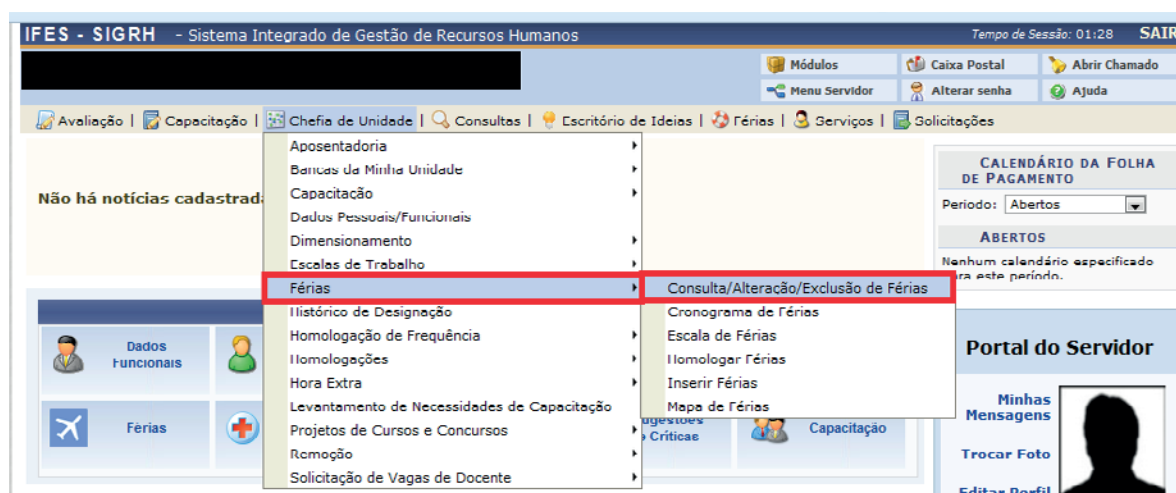 IFES - SIGRH - Sistema Integrado de Gestão de Recursos Humanos
Tempo de Sessão: 01:28 SAIR
Módulos
Caixa Postal
Abrir Chamado
Menu Servidor
Alterar senha
Ajuda
Avaliação | Capacitação | Chefia de Unidade | Consultas | Escritório de Ideias | Férias | Serviços | Solicitações
Não há notícias cadastrad
Aposentadoria
Bancas da Minha Unidade
Capacitação
Dados Pessoais/Funcionais
Dimensionamento
Escalas de Trabalho
Férias
Histórico de Designação
Homologação de Frequência
Homologações
Hora Extra
Levantamento de Necessidades de Capacitação
Projetos de Cursos e Concursos
Remoção
Solicitação de Vagas de Docente
Consulta/Alteração/Exclusão de Férias
Cronograma de Férias
Escala de Férias
Homologar Férias
Inserir Férias
Mapa de Férias
CALENDÁRIO DA FOLHA
DE PAGAMENTO
Periodo: Abertos
ABERTOS
Nenhum calendário especificado
para este período.
Dados
Funcionais
Férias
Críticas
Capacitação
Portal do Servidor
Minhas
Mensagens
Trocar Foto
Editar Perfil